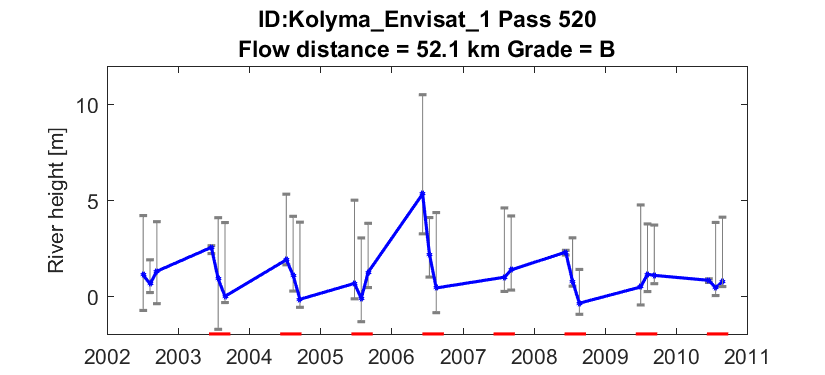 ID:Kolyma_Envisat_1 Pass 520
Flow distance = 52.1 km Grade = B
River height [m]
10
5
0
2002 2003 2004 2005 2006 2007 2008 2009 2010 2011